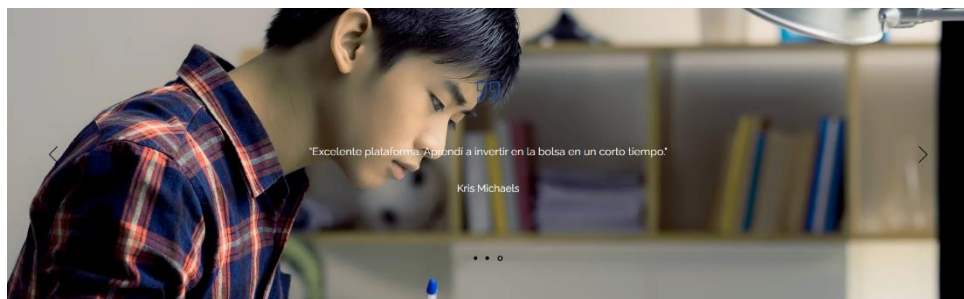 "Excelente plataforma. Aprendí a invertir en la bolsa en un corto tiempo."
Kris Michaels